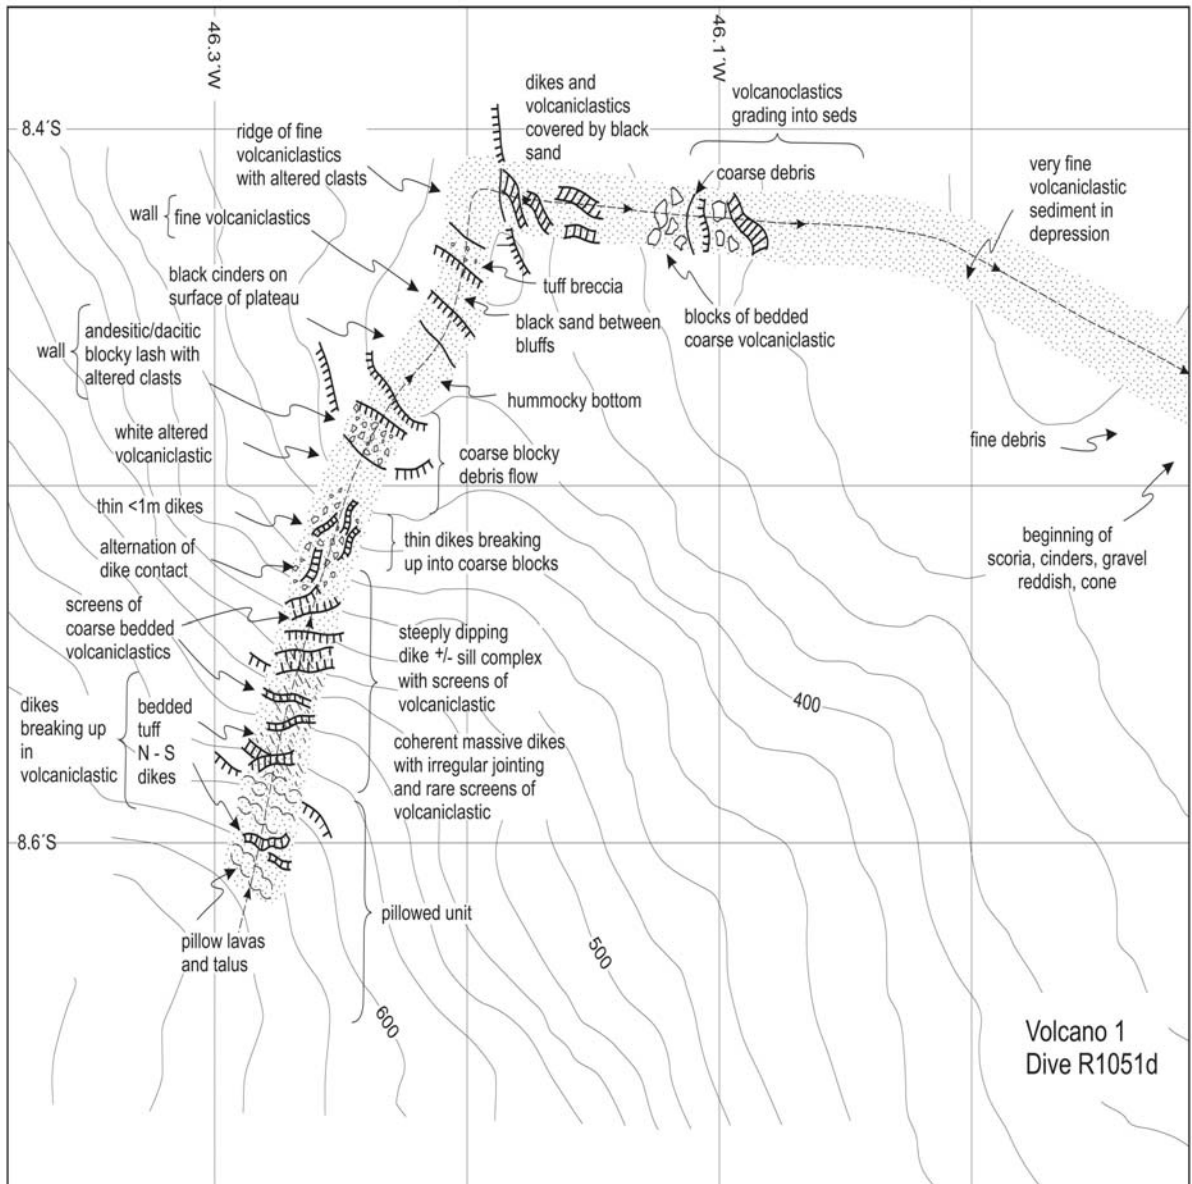 46.3´W
46.1´W
8.4´S
8.6´S
dikes and
volcaniclastics
covered by black
sand
volcanoclastics
grading into seds
coarse debris
very fine
volcaniclastic
sediment in
depression
ridge of fine
volcaniclastics
with altered clasts
wall
fine volcaniclastics
black cinders on
surface of plateau
tuff breccia
black sand between
bluffs
blocks of bedded
coarse volcaniclastic
wall
andesitic/dacitic
blocky lash with
altered clasts
hummocky bottom
white altered
volcaniclastic
coarse blocky
debris flow
fine debris
thin <1m dikes
alternation of
dike contact
thin dikes breaking
up into coarse blocks
beginning of
scoria, cinders, gravel
reddish, cone
screens of
coarse bedded
volcaniclastics
steeply dipping
dike +/- sill complex
with screens of
volcaniclastic
dikes
breaking up
in
volcaniclastic
bedded
tuff
N - S
dikes
coherent massive dikes
with irregular jointing
and rare screens of
volcaniclastic
400
pillowed unit
pillow lavas
and talus
500
600
Volcano 1
Dive R1051d